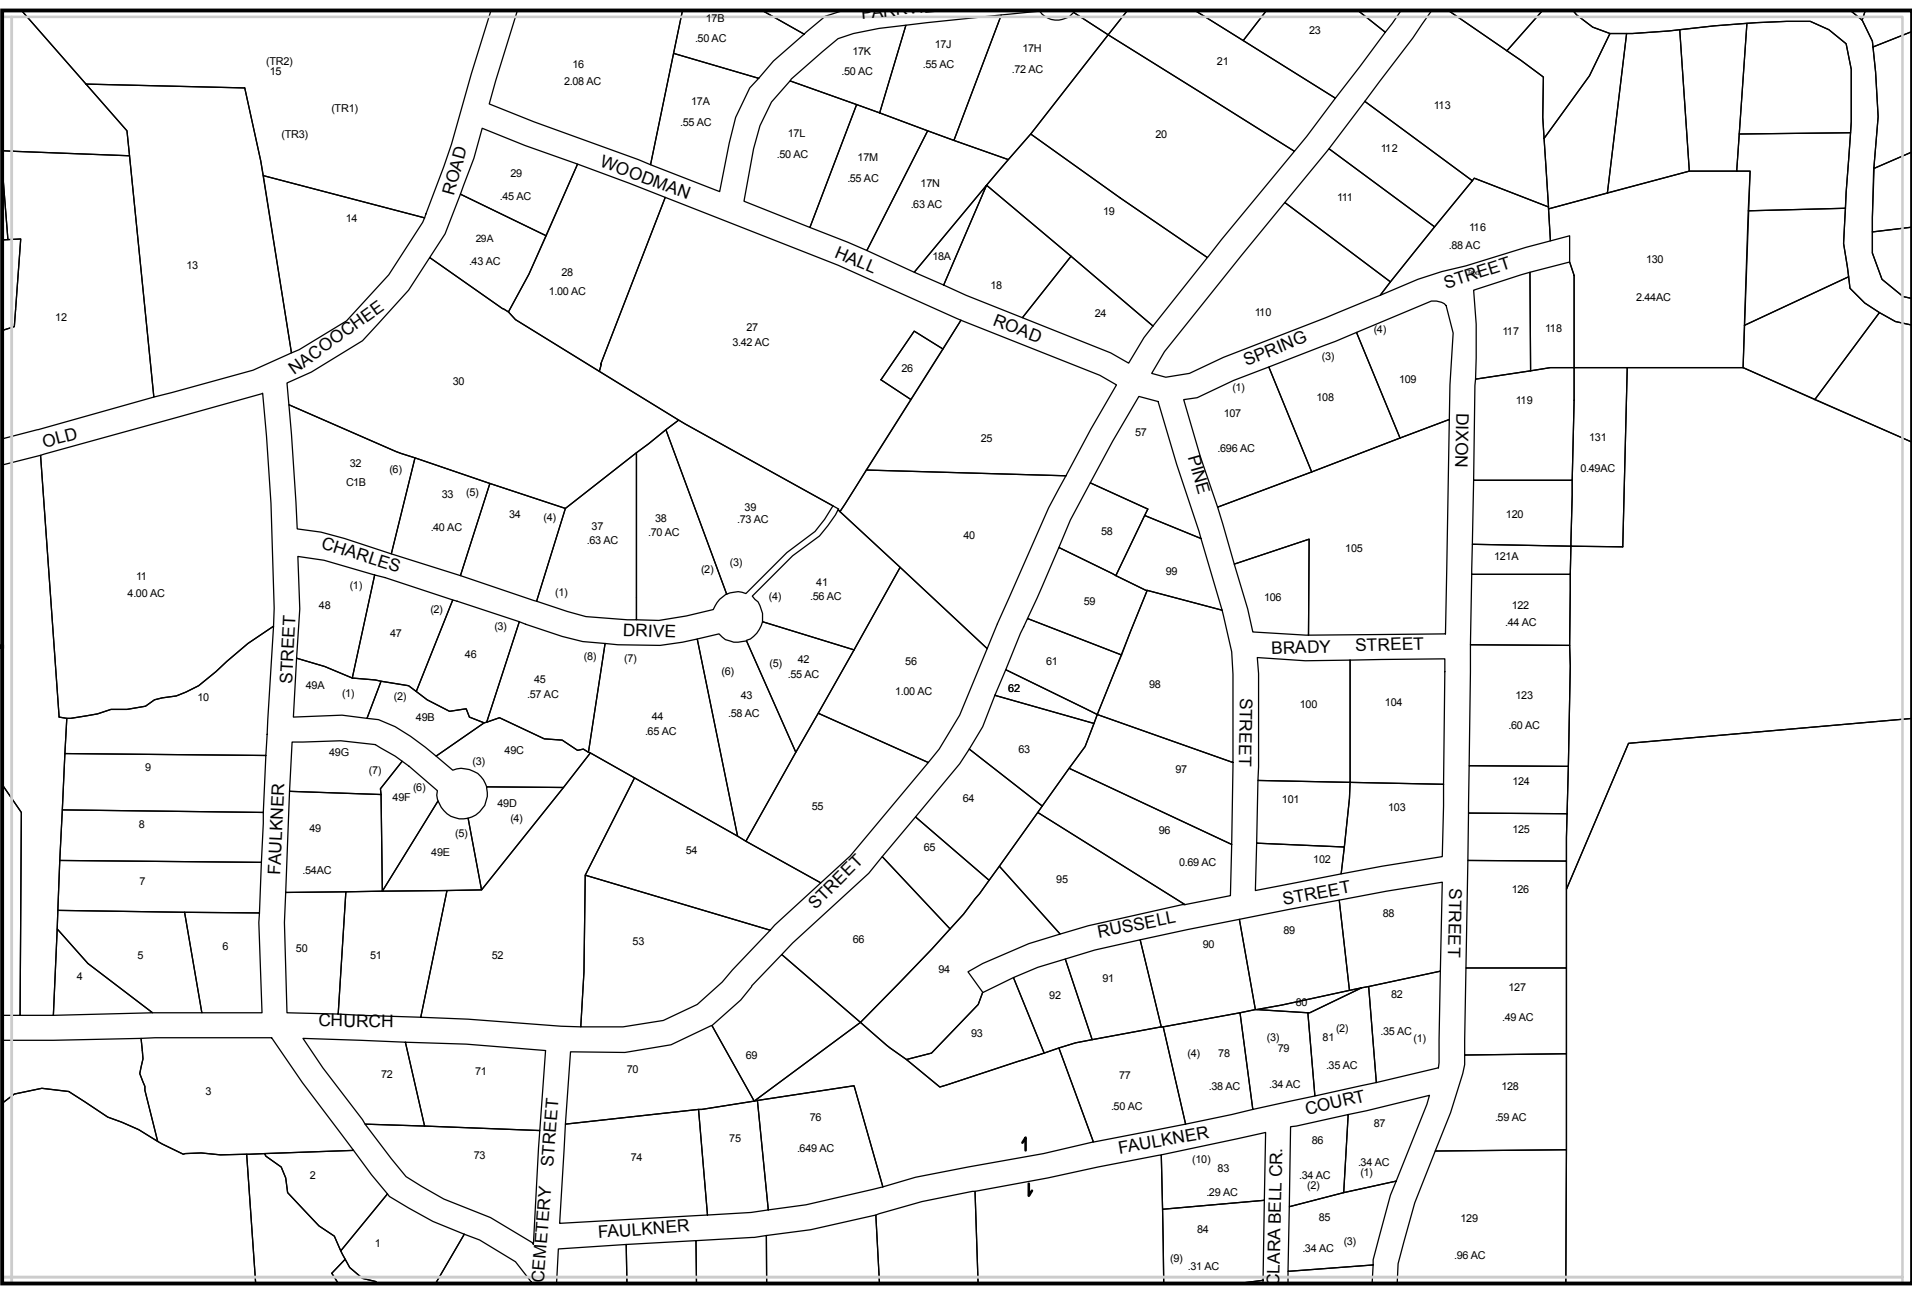 PARKW
17B
.50 AC
23
17K
.50 AC
17J
.55 AC
17H
.72 AC
(TR2)
15
16
2.08 AC
21
(TR1)
17A
.55 AC
113
(TR3)
17L
.50 AC
20
112
ROAD
WOODMAN
17M
.55 AC
29
.45 AC
17N
.63 AC
111
14
19
116
.88 AC
29A
.43 AC
HALL
18A
13
28
1.00 AC
18
STREET
130
2.44AC
12
NACOOCHEE
27
3.42 AC
ROAD
24
110
SPRING
(4)
117
118
26
(3)
30
(1)
109
107
108
119
OLD
25
57
.696 AC
DIXON
131
0.49AC
32
C1B
(6)
33
(5)
.40 AC
34
(4)
37
.63 AC
38
.70 AC
39
.73 AC
PINE
120
40
58
105
CHARLES
121A
(2)
(3)
99
11
4.00 AC
48
(1)
(1)
(4)
41
.56 AC
59
106
122
.44 AC
47
(2)
(3)
DRIVE
BRADY STREET
STREET
46
(8)
(7)
(6)
(5)
42
.55 AC
56
1.00 AC
61
62
98
49A
(1)
(2)
45
.57 AC
43
.58 AC
100
104
123
.60 AC
10
49B
44
.65 AC
STREET
49G
49C
63
9
(7)
(3)
97
124
49F
(6)
49D
(4)
55
64
101
103
8
FAULKNER
49
.54AC
(5)
49E
54
65
96
0.69 AC
102
125
7
STREET
95
STREET
126
RUSSELL
88
STREET
5
6
50
51
52
53
66
90
89
4
94
92
91
80
82
127
.49 AC
CHURCH
93
(3)
79
81
(2)
.35 AC
(1)
69
72
71
70
(4)
78
.38 AC
.34 AC
.35 AC
3
77
.50 AC
COURT
128
.59 AC
76
.649 AC
STREET
75
1
FAULKNER
86
87
73
74
(10)
83
.29 AC
.34 AC
(2)
.34 AC
(1)
2
CEMETERY
FAULKNER
CLARA BELL CR.
85
.34 AC
(3)
129
.96 AC
1
84
(9)
.31 AC